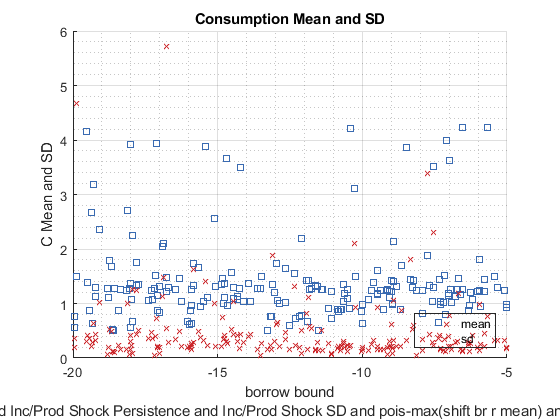 Consumption Mean and SD
C Mean and SD
6
5
4
3
2
1
0
mean
sd
-20
-15
-10
-5
borrow bound
d Inc/Prod Shock Persistence and Inc/Prod Shock SD and pois-max(shift br r mean) an